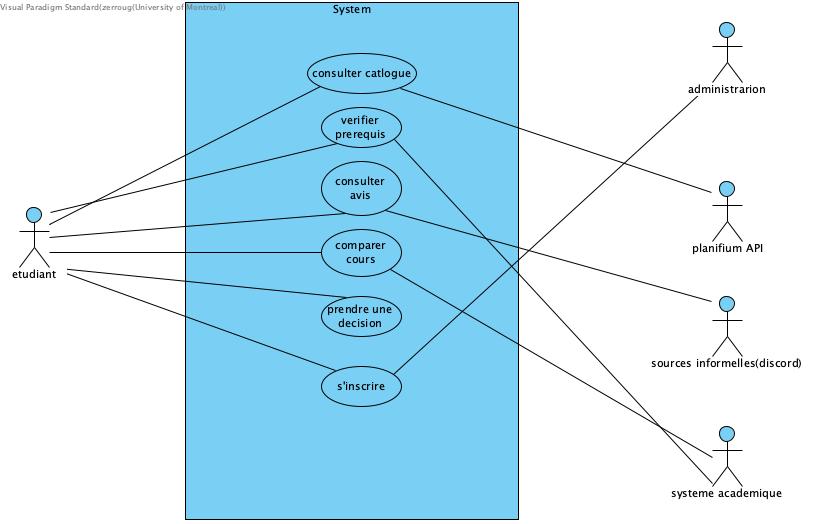 Visual Paradigm Standard(zerroug(University of Montreal))
System
consulter catlogue
verifier
prerequis
consulter
avis
comparer
cours
prendre une
decision
s'inscrire
etudiant
administrarion
planifium API
sources informelles(discord)
systeme academique